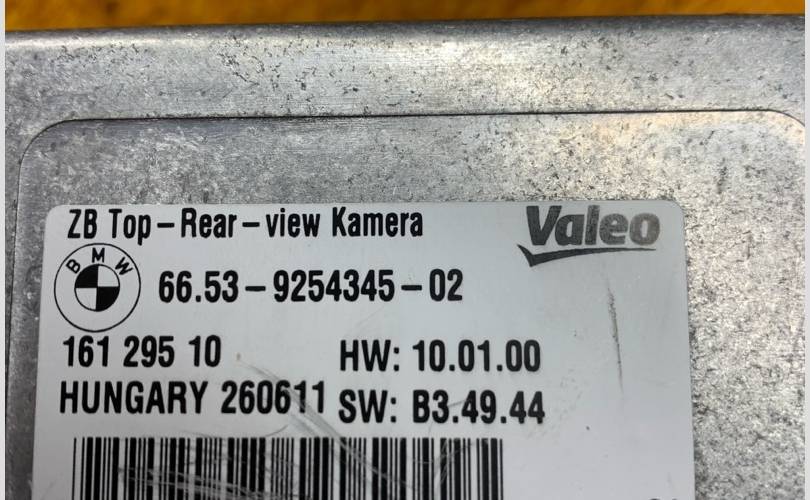 ZB Top-Rear-view Kamera
Valeo
BMW
66.53-9254345-02
161 295 10
HW: 10.01.00
HUNGARY 260611
SW: B3.49.44